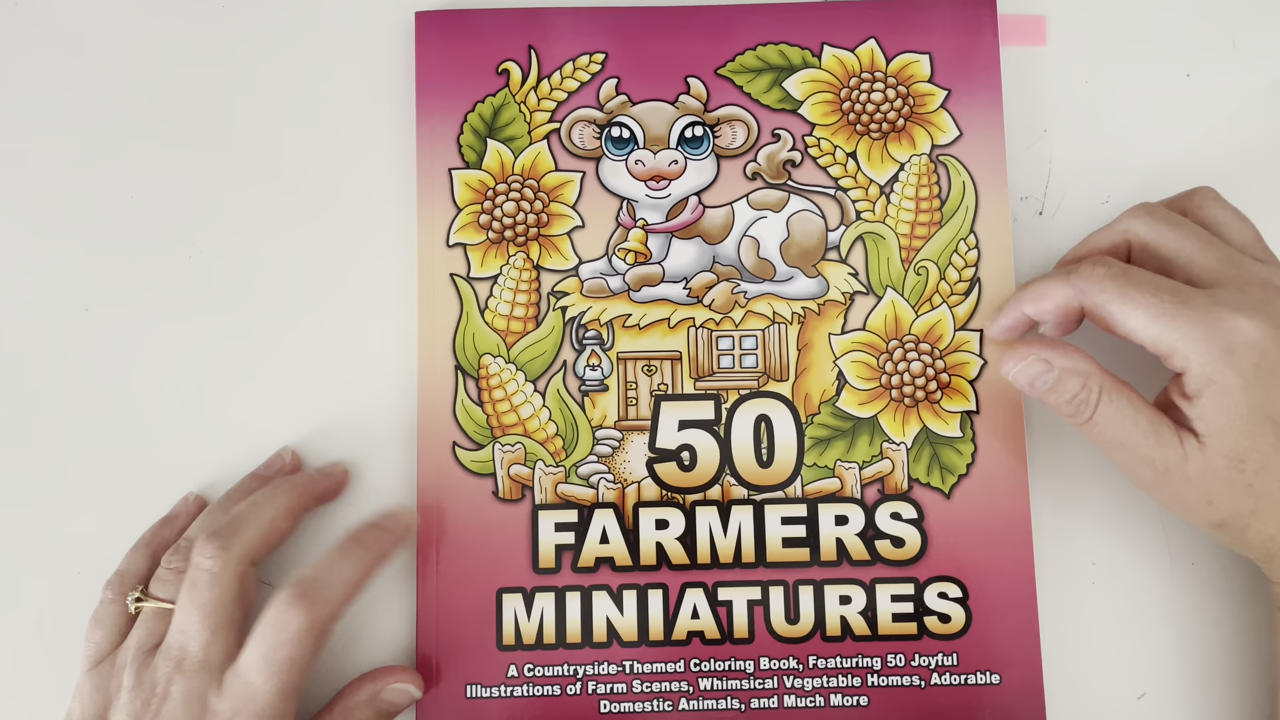 50
FARMERS
MINIATURES
A Countryside-Themed Coloring Book, Featuring 50 Joyful
Illustrations of Farm Scenes, Whimsical Vegetable Homes, Adorable
Domestic Animals, and Much More